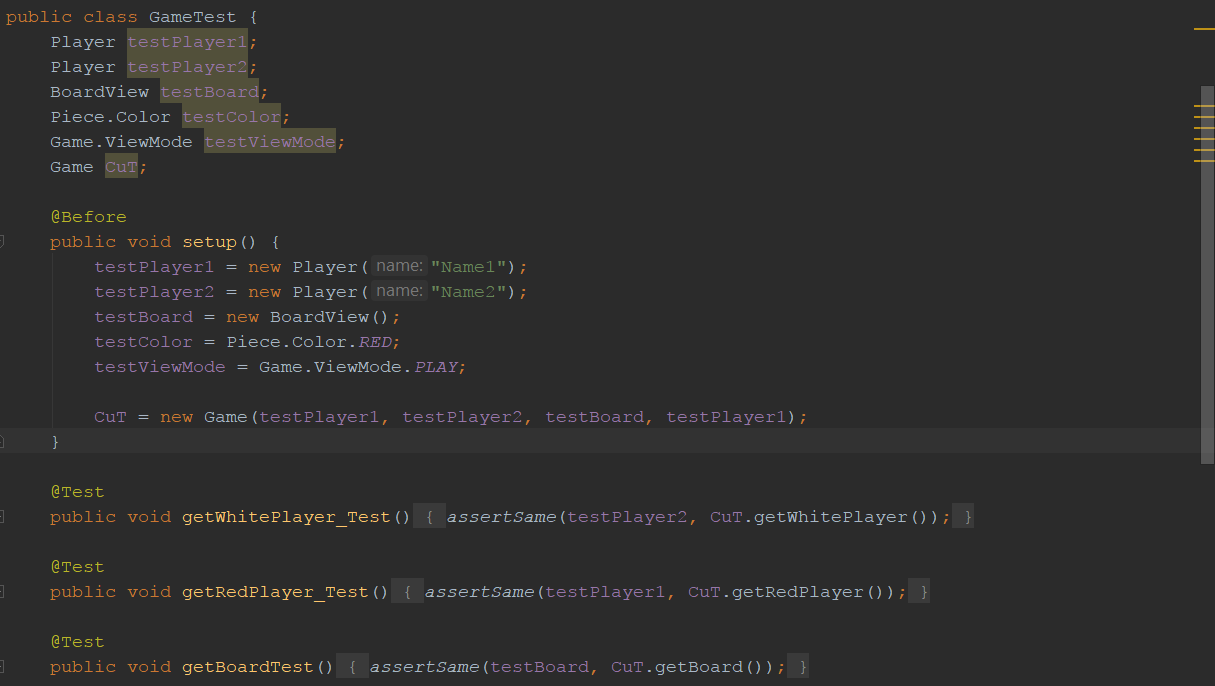 public class GameTest {
    Player testPlayer1;
    Player testPlayer2;
    BoardView testBoard;
    Piece.Color testColor;
    Game.ViewMode testViewMode;
    Game CuT;

    @Before
    public void setup() {
        testPlayer1 = new Player( name: "Name1");
        testPlayer2 = new Player( name: "Name2");
        testBoard = new BoardView();
        testColor = Piece.Color.RED;
        testViewMode = Game.ViewMode.PLAY;

        CuT = new Game(testPlayer1, testPlayer2, testBoard, testPlayer1);
    }

    @Test
    public void getWhitePlayer_Test() { assertSame(testPlayer2, CuT.getWhitePlayer()); }

    @Test
    public void getRedPlayer_Test() { assertSame(testPlayer1, CuT.getRedPlayer()); }

    @Test
    public void getBoardTest() { assertSame(testBoard, CuT.getBoard()); }